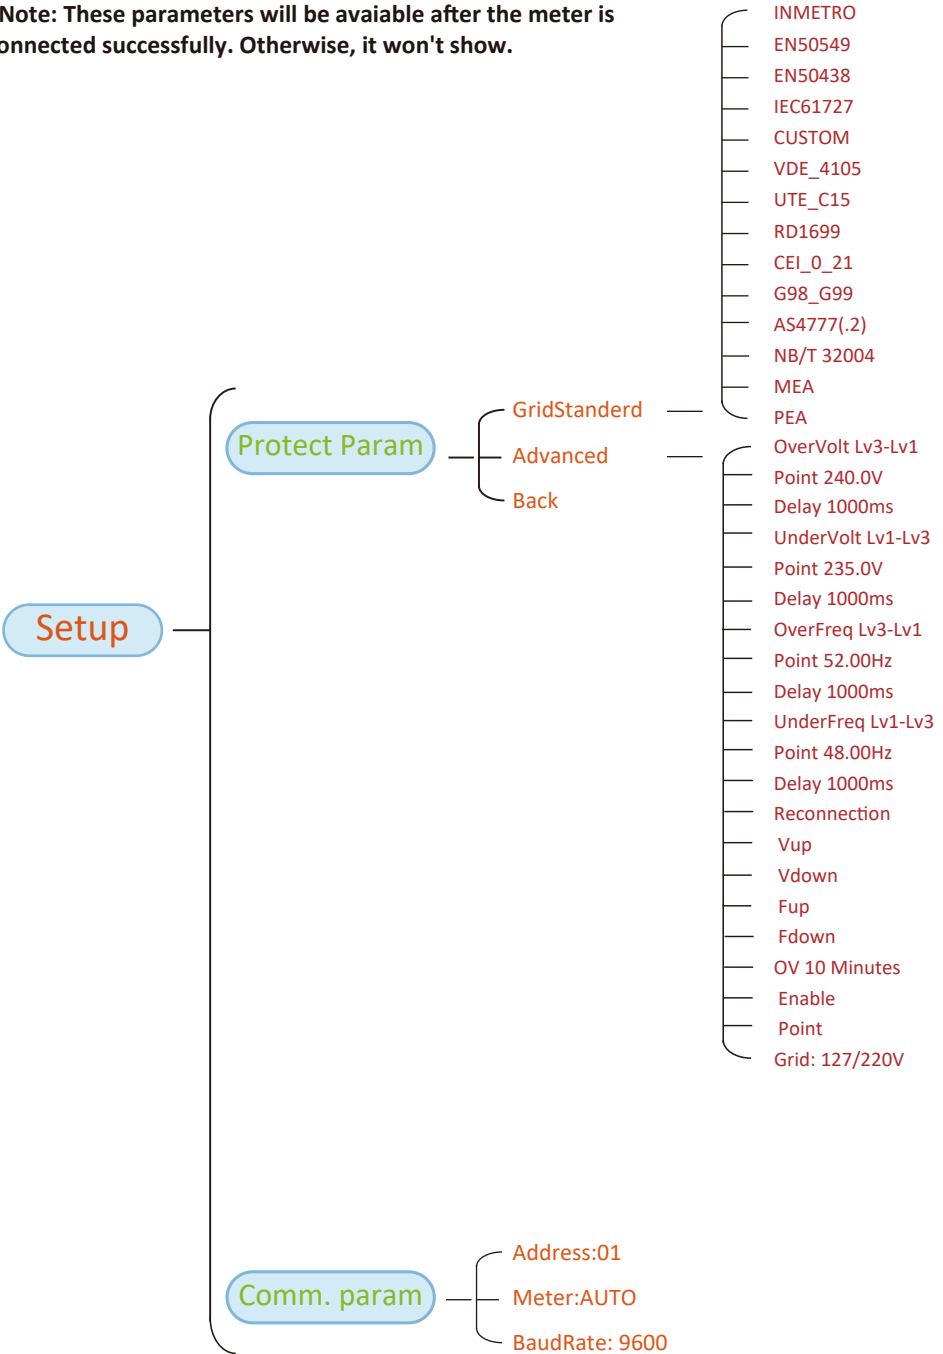 Note: These parameters will be avaiable after the meter is
onnected successfully. Otherwise, it won't show.
INMETRO
EN50549
EN50438
IEC61727
CUSTOM
VDE_4105
UTE_C15
RD1699
CEI_0_21
G98_G99
AS4777(.2)
NB/T 32004
MEA
PEA
Setup
Protect Param
GridStanderd
Advanced
Back
OverVolt Lv3-Lv1
Point 240.0V
Delay 1000ms
UnderVolt Lv1-Lv3
Point 235.0V
Delay 1000ms
OverFreq Lv3-Lv1
Point 52.00Hz
Delay 1000ms
UnderFreq Lv1-Lv3
Point 48.00Hz
Delay 1000ms
Reconnection
Vup
Vdown
Fup
Fdown
OV 10 Minutes
Enable
Point
Grid: 127/220V
Comm. param
Address:01
Meter:AUTO
BaudRate: 9600